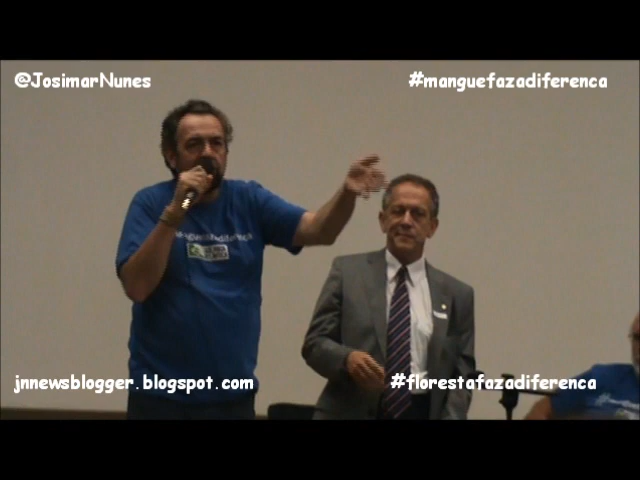 @JosimarNunes
#manguefazadiferenca
jnnewsblogger.blogspot.com
#florestafazadiferenca